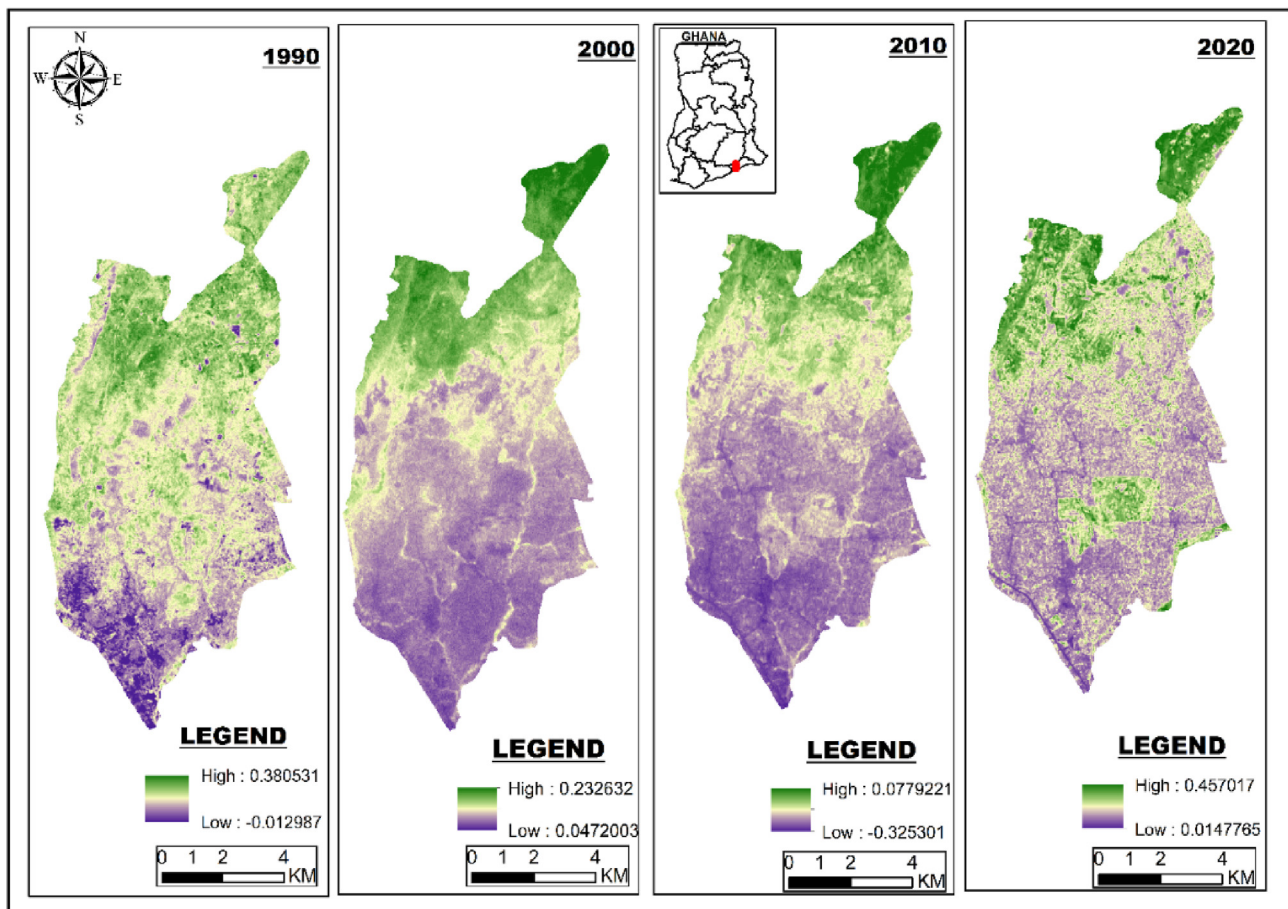 N
W E
S
1990
LEGEND
High : 0.380531
Low : -0.012987
0 1 2 4
KM
2000
LEGEND
High : 0.232632
Low : 0.0472003
0 1 2 4
KM
GHANA
2010
LEGEND
High : 0.0779221
Low : -0.325301
0 1 2 4
KM
2020
LEGEND
High : 0.457017
Low : 0.0147765
0 1 2 4
KM